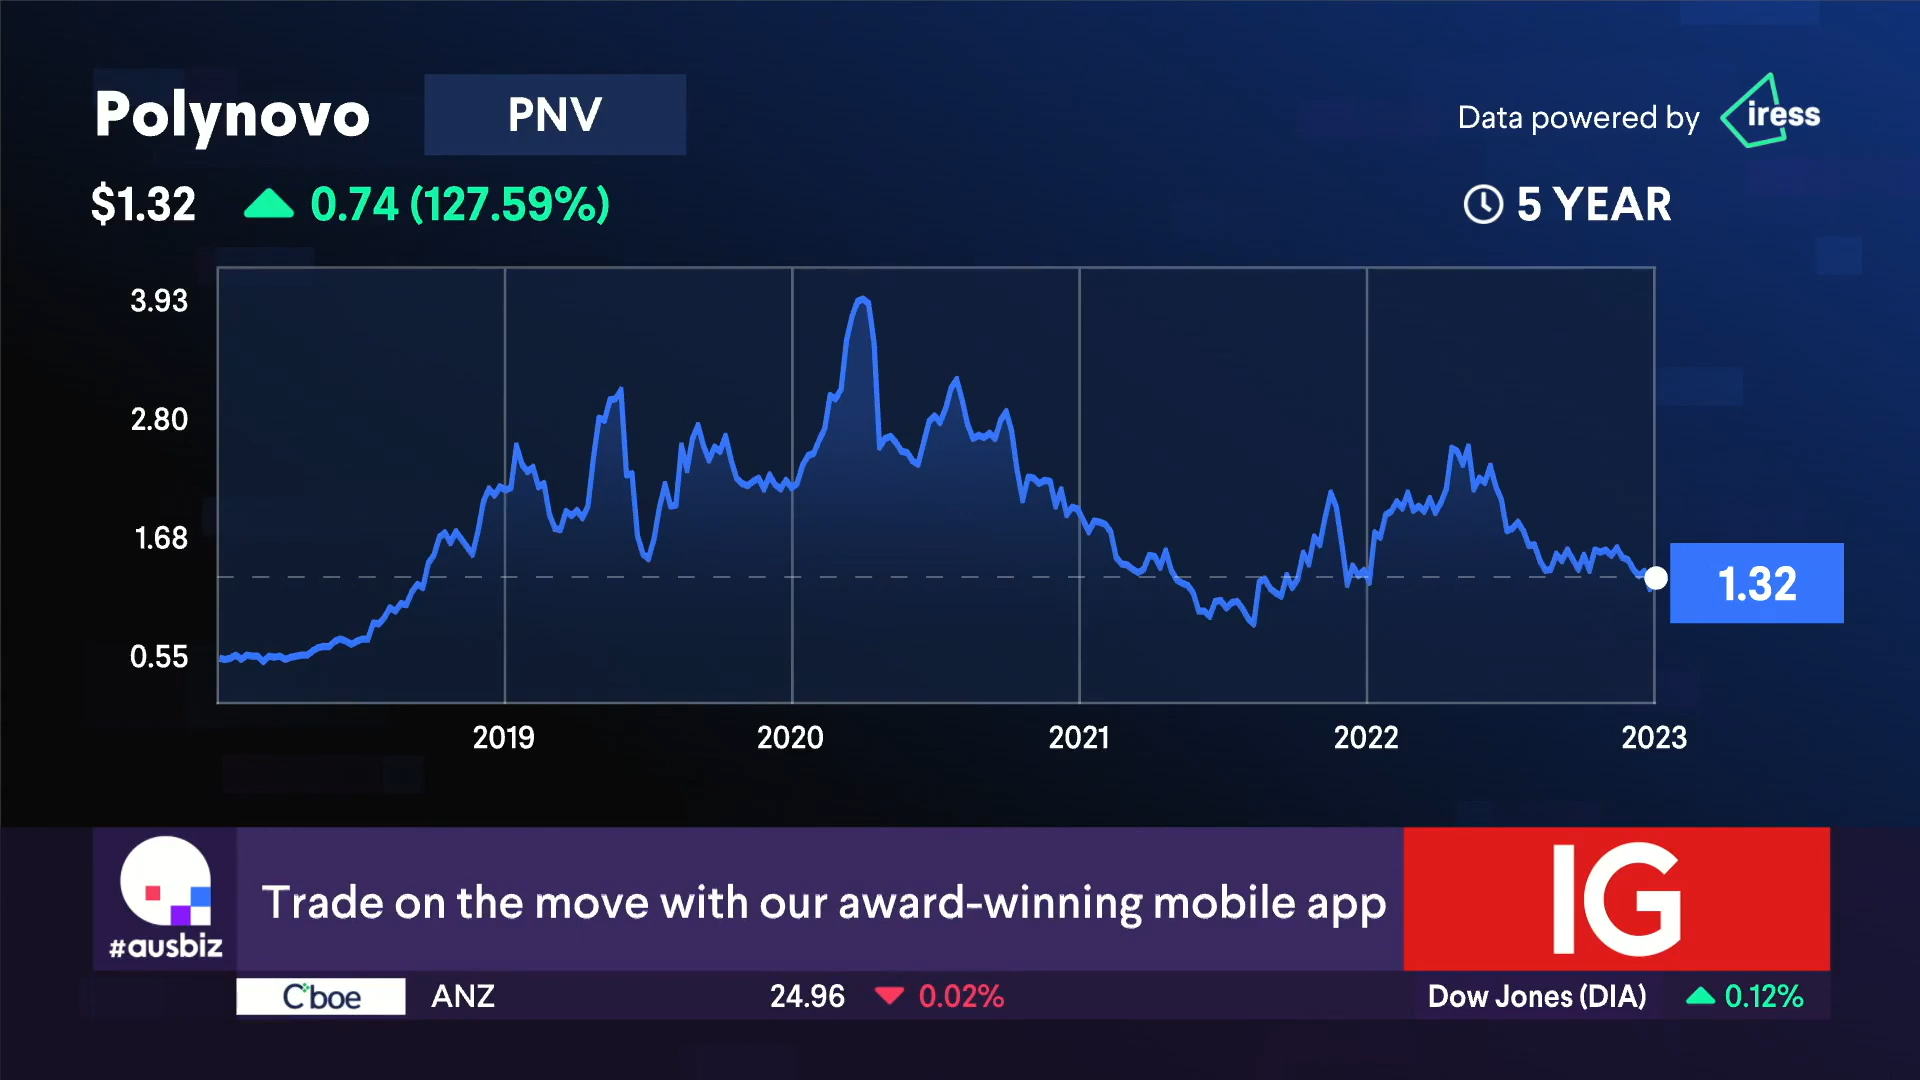 Polynovo PNV
Data powered by iress
$1.32 0.74 (127.59%)
5 YEAR
3.93
2.80
1.68
0.55
1.32
2019 2020 2021 2022 2023
#ausbiz
Trade on the move with our award-winning mobile app
IG
Cboe ANZ 24.96 0.02% Dow Jones (DIA) 0.12%